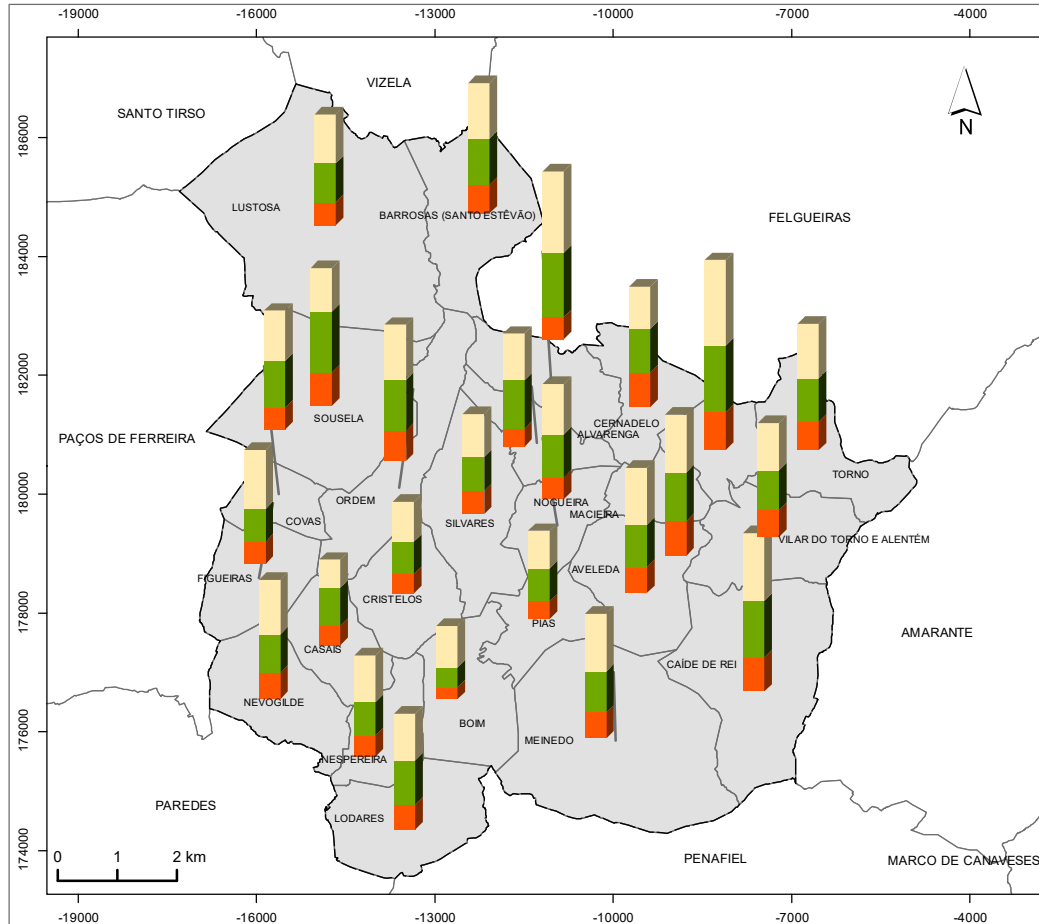 -19000 -16000 -13000 -10000 -7000 -4000
VIZELA
SANTO TIRSO
N
186000
LUSTOSA
BARROSAS (SANTO ESTÊVÃO)
FELGUEIRAS
184000
182000
SOUSELA
CERNADELO
ALVARENGA
PAÇOS DE FERREIRA
TORNO
180000
ORDEM
NOGUEIRA
COVAS
SILVARES
MACIEIRA
VILAR DO TORNO E ALENTÉM
AVELEDA
FIGUEIRAS
CRISTELOS
178000
PIAS
AMARANTE
CASAIS
CAÍDE DE REI
NEVOGILDE
BOIM
MEINEDO
176000
NESPEREIRA
PAREDES
LODARES
174000
0 1 2 km
PENAFIEL
MARCO DE CANAVESES
-19000 -16000 -13000 -10000 -7000 -4000